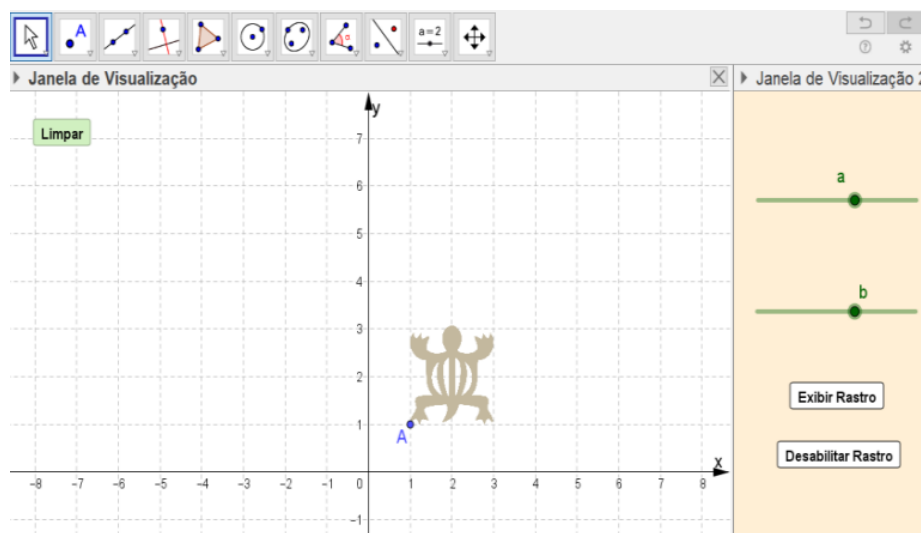 A
α
a=2
Janela de Visualização
Janela de Visualização 2
Limpar
y
7
6
5
4
3
2
1
-1
A
x
-8 -7 -6 -5 -4 -3 -2 -1 0 1 2 3 4 5 6 7 8
a
b
Exibir Rastro
Desabilitar Rastro